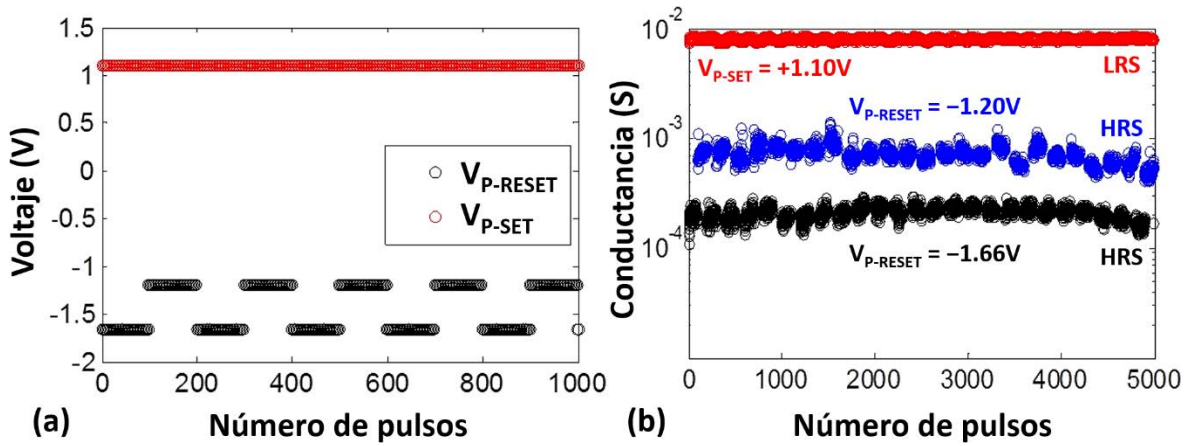 Voltaje (V)
1.5
1
0.5
0
-0.5
-1
-1.5
-2
V_P-RESET
V_P-SET
0 200 400 600 800 1000
(a) Número de pulsos
Conductancia (S)
10^-2
10^-3
10^-4
V_P-SET = +1.10V LRS
V_P-RESET = −1.20V
HRS
V_P-RESET = −1.66V HRS
0 1000 2000 3000 4000 5000
(b) Número de pulsos